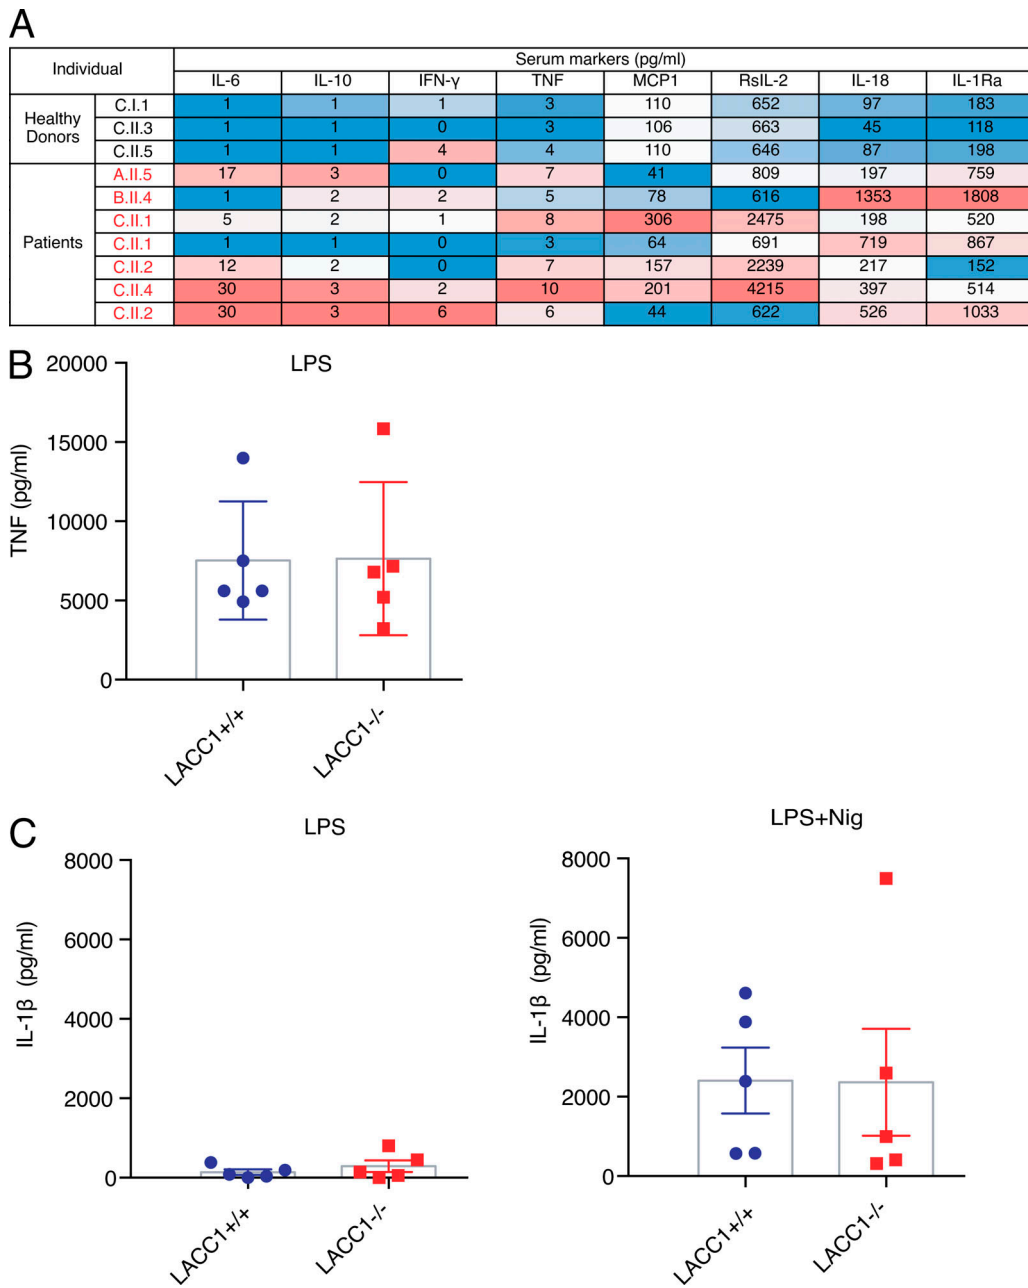 A
Individual Serum markers (pg/ml)
IL-6 IL-10 IFN-γ TNF MCP1 RsIL-2 IL-18 IL-1Ra
Healthy Donors
C.I.1 1 1 1 3 110 652 97 183
C.II.3 1 1 0 3 106 663 45 118
C.II.5 1 1 4 4 110 646 87 198
Patients
A.II.5 17 3 0 7 41 809 197 759
B.II.4 1 2 2 5 78 616 1353 1808
C.II.1 5 2 1 8 306 2475 198 520
C.II.1 1 1 0 3 64 691 719 867
C.II.2 12 2 0 7 157 2239 217 152
C.II.4 30 3 2 10 201 4215 397 514
C.II.2 30 3 6 6 44 622 526 1033
B
LPS
TNF (pg/ml)
20000
15000
10000
5000
0
LACC1+/+
LACC1-/-
C
LPS
IL-1β (pg/ml)
8000
6000
4000
2000
0
LACC1+/+
LACC1-/-
LPS+Nig
IL-1β (pg/ml)
8000
6000
4000
2000
0
LACC1+/+
LACC1-/-